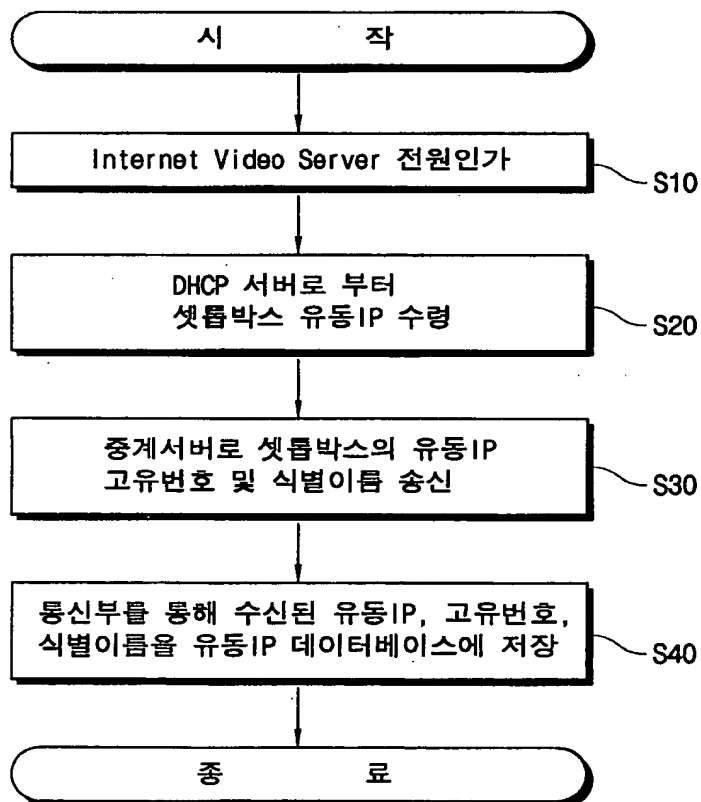 시 작
Internet Video Server 전원인가
S10
DHCP 서버로 부터
셋톱박스 유동IP 수령
S20
중계서버로 셋톱박스의 유동IP
고유번호 및 식별이름 송신
S30
통신부를 통해 수신된 유동IP, 고유번호,
식별이름을 유동IP 데이터베이스에 저장
S40
종 료